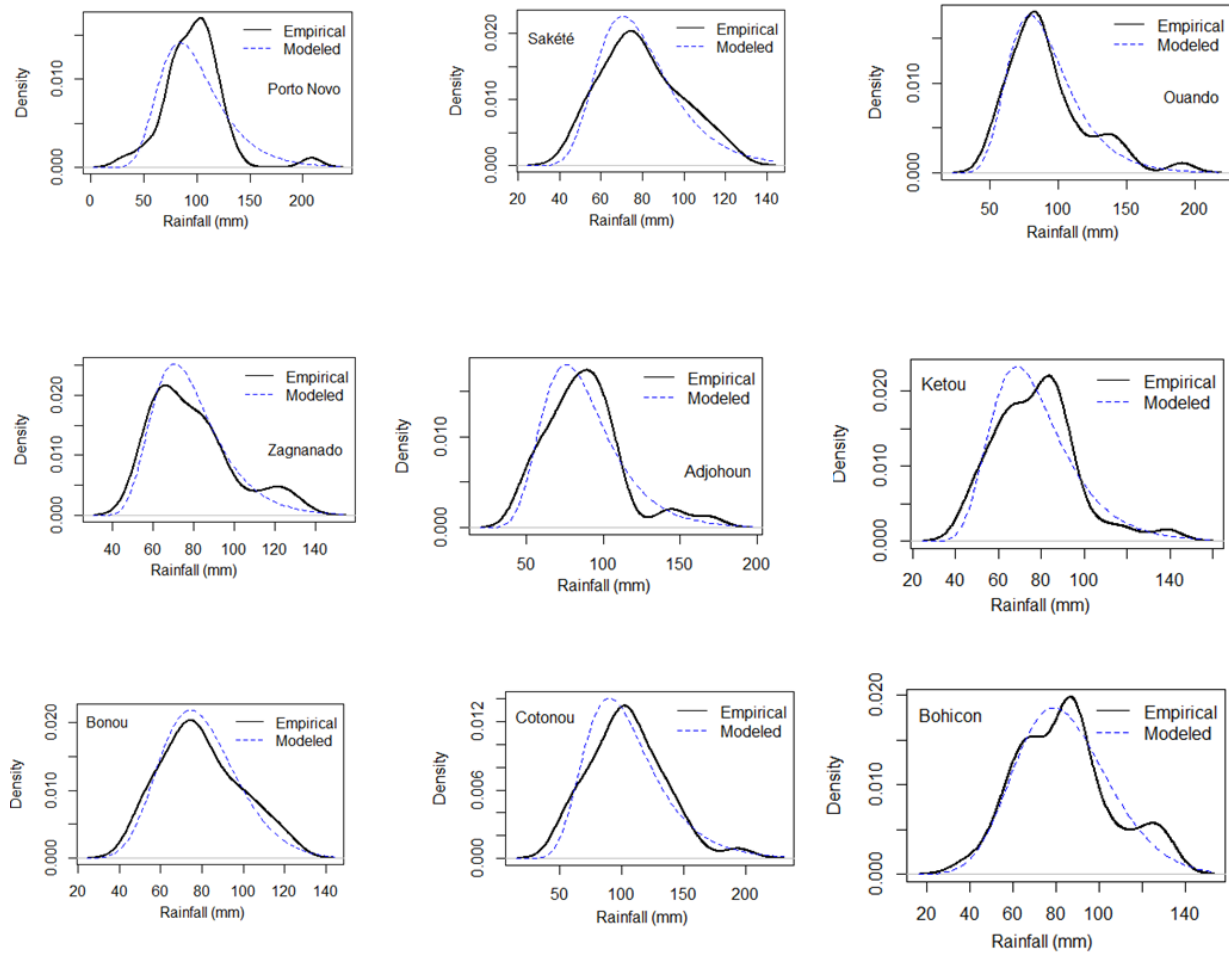 Empirical
Modeled
Porto Novo
Density
0.000 0.010
0 50 100 150 200
Rainfall (mm)
Sakété
Empirical
Modeled
Density
0.000 0.010 0.020
20 40 60 80 100 120 140
Rainfall (mm)
Empirical
Modeled
Ouando
Density
0.000 0.010
50 100 150 200
Rainfall (mm)
Empirical
Modeled
Zagnanado
Density
0.000 0.010 0.020
40 60 80 100 120 140
Rainfall (mm)
Empirical
Modeled
Adjohoun
Density
0.000 0.010
50 100 150 200
Rainfall (mm)
Ketou
Empirical
Modeled
Density
0.000 0.010 0.020
20 40 60 80 100 140
Rainfall (mm)
Bonou
Empirical
Modeled
Density
0.000 0.010 0.020
20 40 60 80 100 120 140
Rainfall (mm)
Cotonou
Empirical
Modeled
Density
0.000 0.006 0.012
50 100 150 200
Rainfall (mm)
Bohicon
Empirical
Modeled
Density
0.000 0.010 0.020
20 40 60 80 100 140
Rainfall (mm)